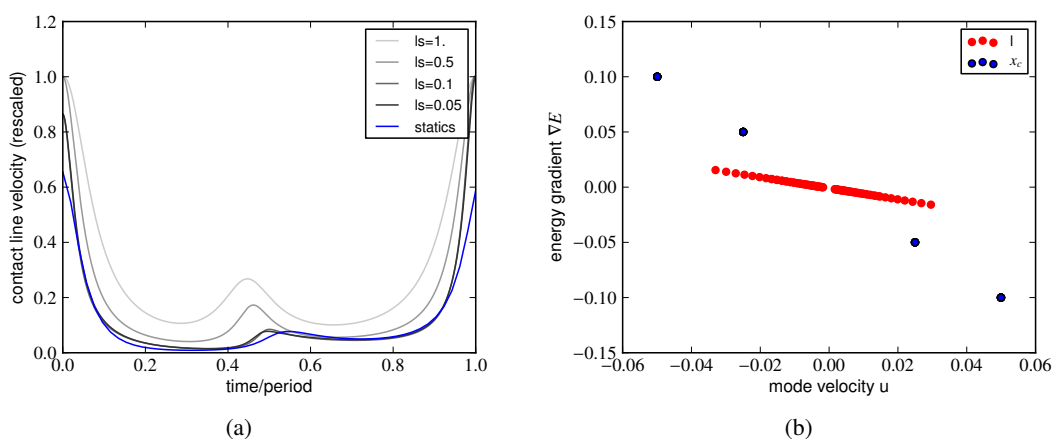 1.2
1.0
0.8
0.6
0.4
0.2
0.0
0.0 0.2 0.4 0.6 0.8 1.0
time/period
contact line velocity (rescaled)
ls=1.
ls=0.5
ls=0.1
ls=0.05
statics
(a)
0.15
0.10
0.05
0.00
−0.05
−0.10
−0.15
−0.06 −0.04 −0.02 0.00 0.02 0.04 0.06
mode velocity u
energy gradient ∇E
l
x_c
(b)